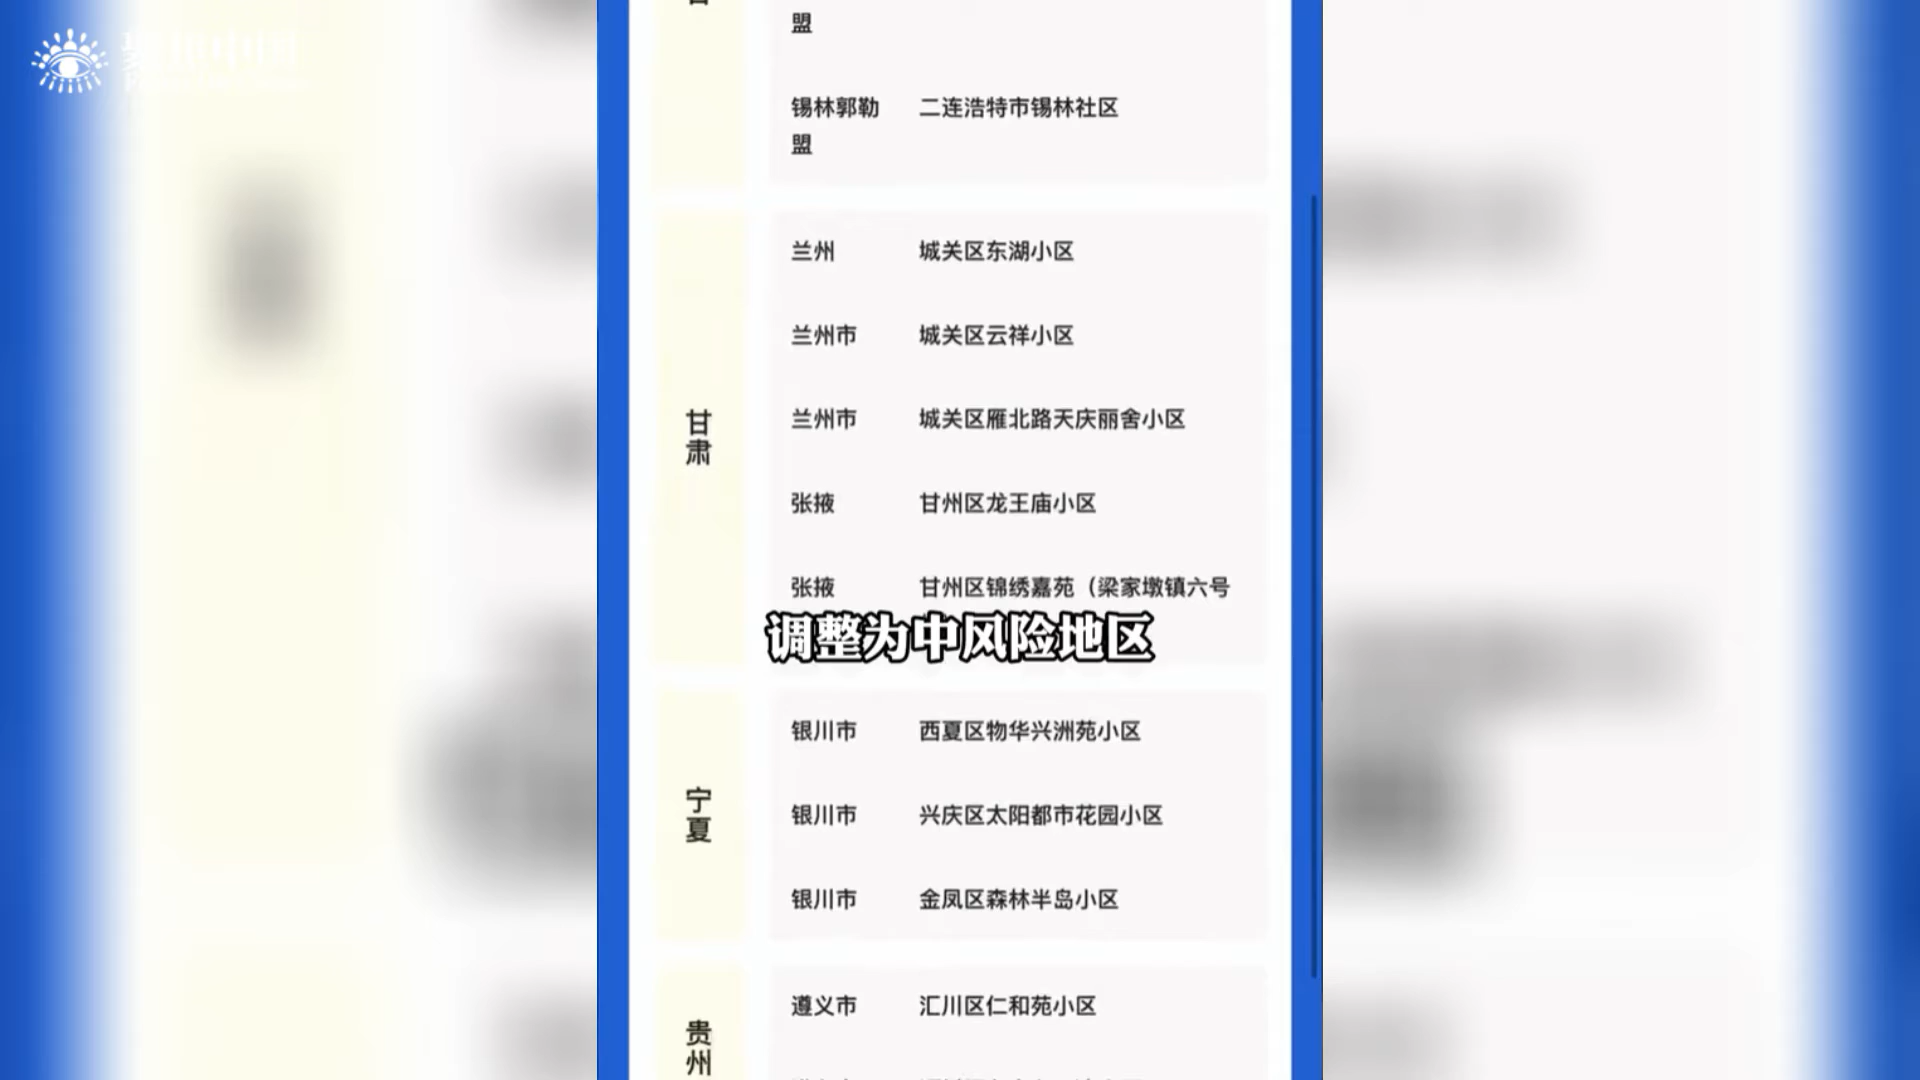 盟
锡林郭勒盟 二连浩特市锡林社区
甘肃
兰州 城关区东湖小区
兰州市 城关区云祥小区
兰州市 城关区雁北路天庆丽舍小区
张掖 甘州区龙王庙小区
张掖 甘州区锦绣嘉苑（梁家墩镇六号
调整为中风险地区
宁夏
银川市 西夏区物华兴洲苑小区
银川市 兴庆区太阳都市花园小区
银川市 金凤区森林半岛小区
贵州
遵义市 汇川区仁和苑小区